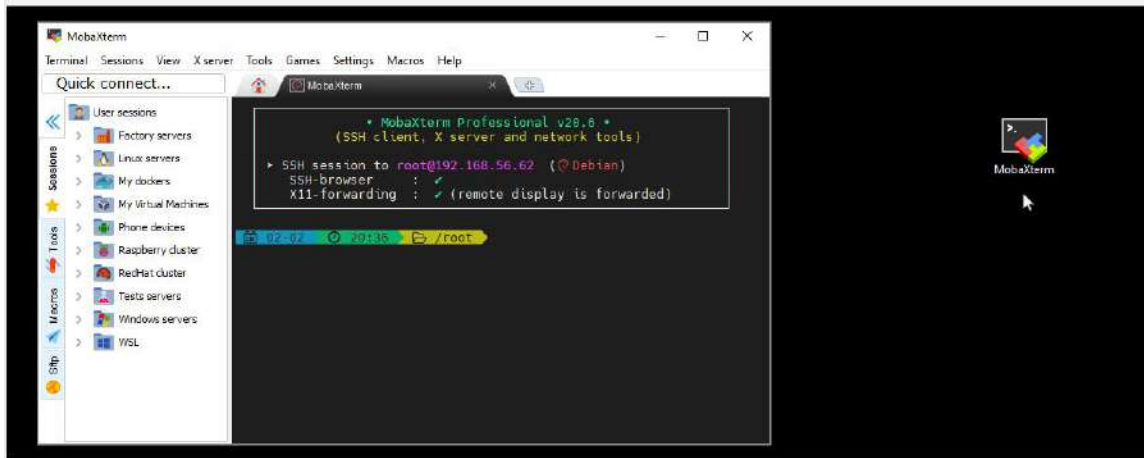 MobaXterm
Terminal Sessions View X server Tools Games Settings Macros Help
Quick connect...
MobaXterm
User sessions
Factory servers
Linux servers
My dockers
My Virtual Machines
Phone devices
Raspberry cluster
RedHat cluster
Tests servers
Windows servers
WSL
Sessions
Tools
Macros
Sftp
• MobaXterm Professional v20.6 •
(SSH client, X server and network tools)
➤ SSH session to root@192.168.56.62 (Debian)
SSH-browser : ✔
X11-forwarding : ✔ (remote display is forwarded)
02-02 20:36 /root
>.
MobaXterm